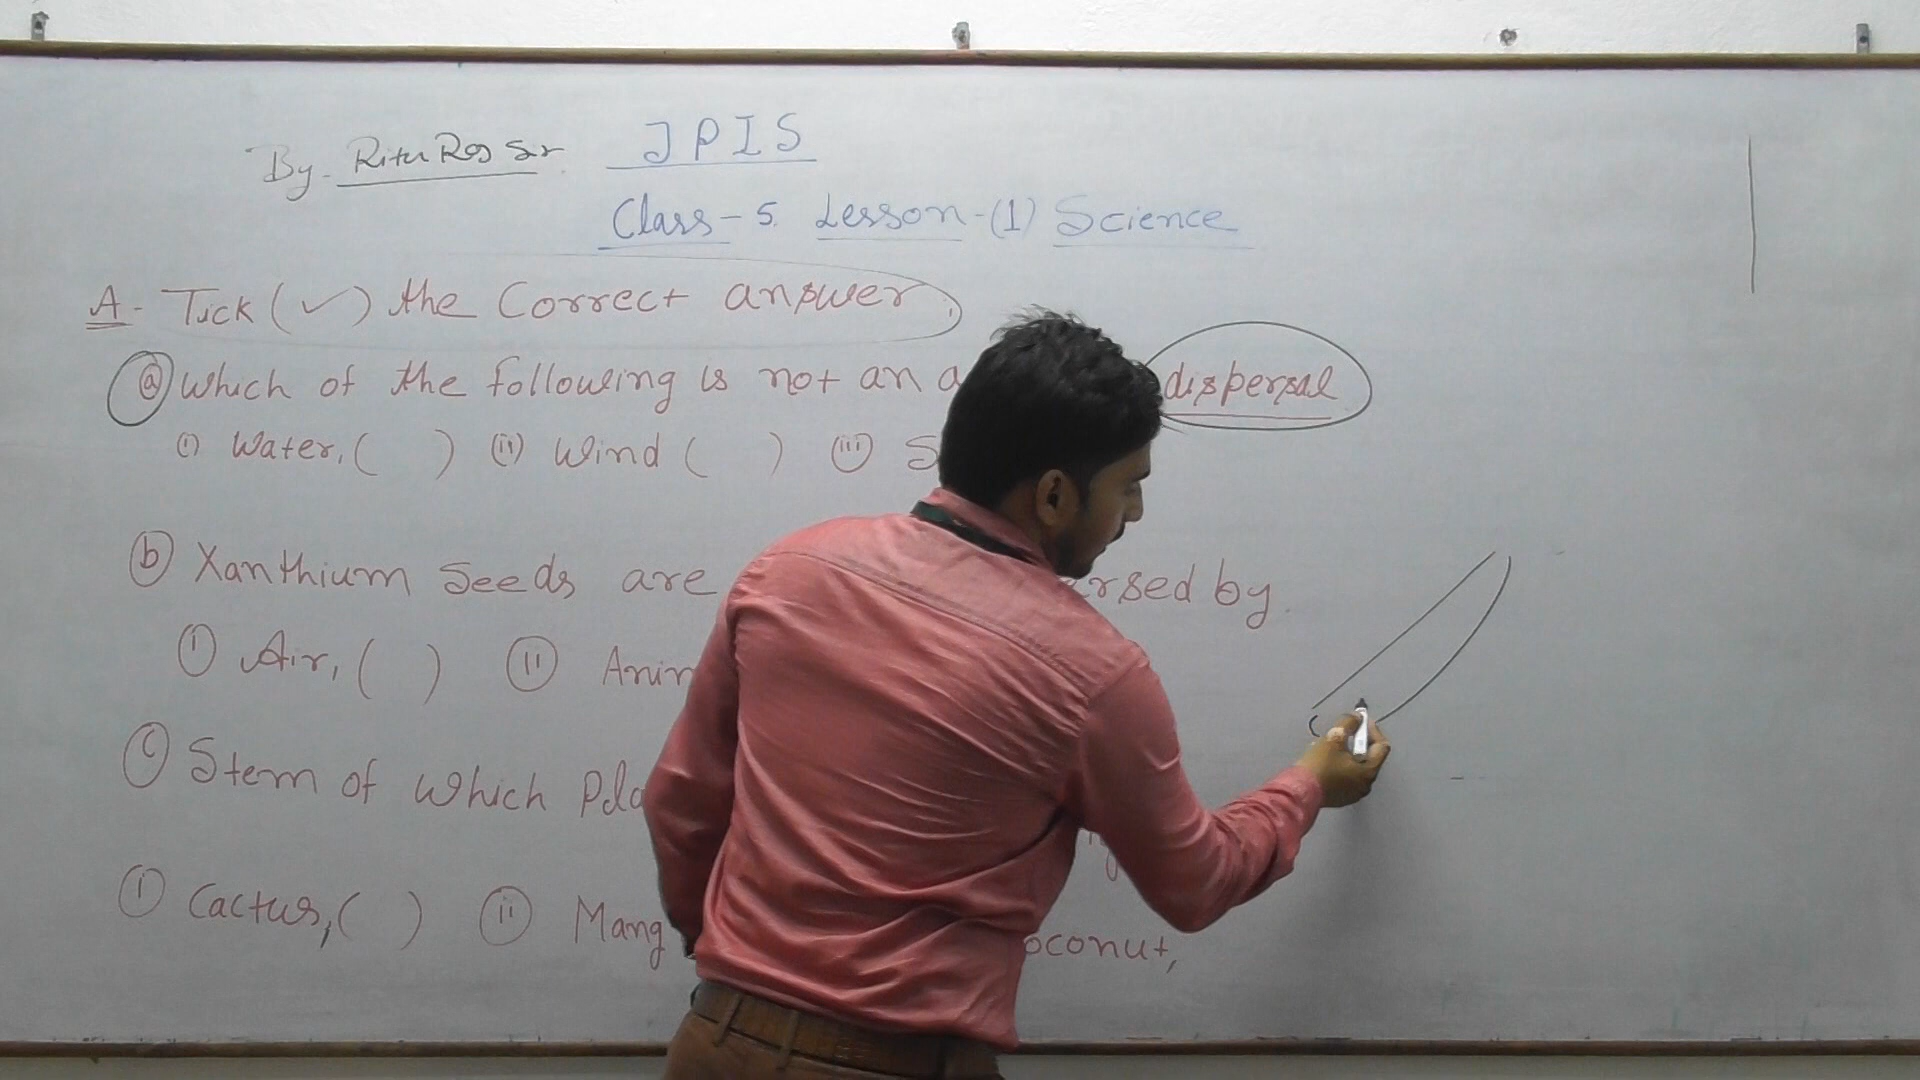 By - Ritu Raj Sir
JPIS
Class - 5. Lesson - (1) Science
A - Tick (✓) the Correct answer
(a) Which of the following is not an a dispersal
(i) Water, ( ) (ii) Wind ( ) (iii) S
(b) Xanthium Seeds are ersed by
(i) Air, ( ) (ii) Anim
(c) Stem of which Pla
(i) Cactus, ( ) (ii) Mang oconut,